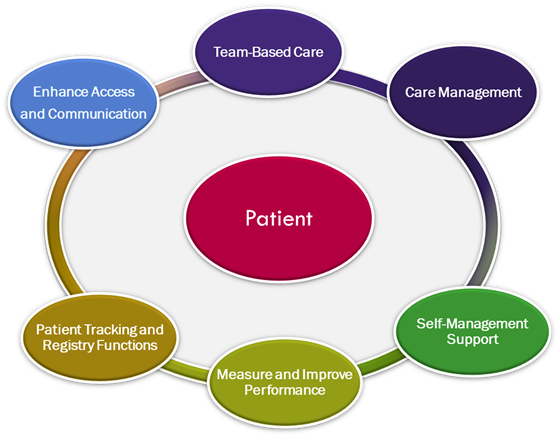 Team-Based Care
Enhance Access
and Communication
Care Management
Patient
Patient Tracking and
Registry Functions
Self-Management
Support
Measure and Improve
Performance